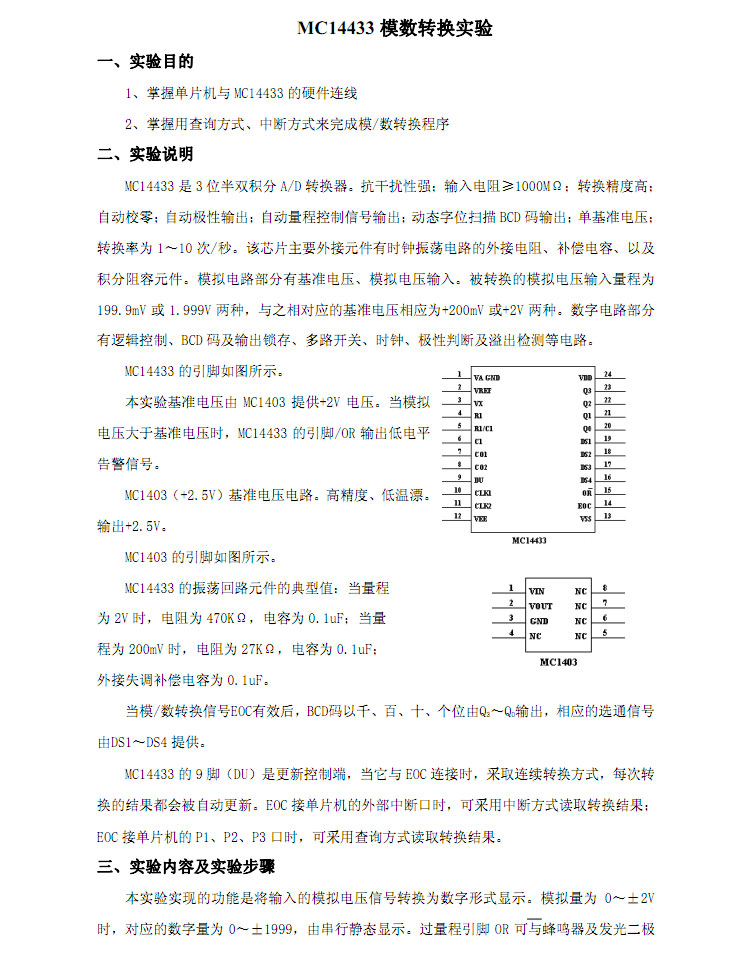 MC14433 模数转换实验
一、实验目的
1、掌握单片机与 MC14433 的硬件连线
2、掌握用查询方式、中断方式来完成模/数转换程序
二、实验说明
MC14433 是 3 位半双积分 A/D 转换器。抗干扰性强；输入电阻≥1000MΩ；转换精度高；
自动校零；自动极性输出；自动量程控制信号输出；动态字位扫描 BCD 码输出；单基准电压；
转换率为 1～10 次/秒。该芯片主要外接元件有时钟振荡电路的外接电阻、补偿电容、以及
积分阻容元件。模拟电路部分有基准电压、模拟电压输入。被转换的模拟电压输入量程为
199.9mV 或 1.999V 两种，与之相对应的基准电压相应为+200mV 或+2V 两种。数字电路部分
有逻辑控制、BCD 码及输出锁存、多路开关、时钟、极性判断及溢出检测等电路。
MC14433 的引脚如图所示。
本实验基准电压由 MC1403 提供+2V 电压。当模拟
电压大于基准电压时，MC14433 的引脚/OR 输出低电平
告警信号。
MC1403（+2.5V）基准电压电路。高精度、低温漂。
输出+2.5V。
MC1403 的引脚如图所示。
MC14433 的振荡回路元件的典型值：当量程
为 2V 时，电阻为 470KΩ，电容为 0.1uF；当量
程为 200mV 时，电阻为 27KΩ，电容为 0.1uF；
外接失调补偿电容为 0.1uF。
1 VA GND VDD 24
2 VREF Q3 23
3 VX Q2 22
4 R1 Q1 21
5 R1/C1 Q0 20
6 C1 DS1 19
7 CO1 DS2 18
8 CO2 DS3 17
9 DU DS4 16
10 CLK1 OR 15
11 CLK2 EOC 14
12 VEE VSS 13
MC14433
1 VIN NC 8
2 VOUT NC 7
3 GND NC 6
4 NC NC 5
MC1403
当模/数转换信号EOC有效后，BCD码以千、百、十、个位由Q₃～Q₀输出，相应的选通信号
由DS1～DS4 提供。
MC14433 的 9 脚（DU）是更新控制端，当它与 EOC 连接时，采取连续转换方式，每次转
换的结果都会被自动更新。EOC 接单片机的外部中断口时，可采用中断方式读取转换结果；
EOC 接单片机的 P1、P2、P3 口时，可采用查询方式读取转换结果。
三、实验内容及实验步骤
本实验实现的功能是将输入的模拟电压信号转换为数字形式显示。模拟量为 0～±2V
时，对应的数字量为 0～±1999，由串行静态显示。过量程引脚 OR 可与蜂鸣器及发光二极